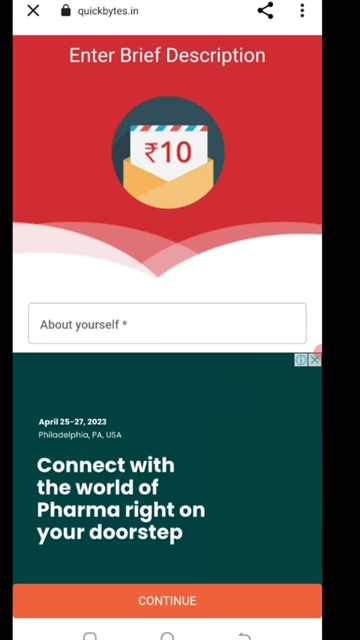 quickbytes.in
Enter Brief Description
₹10
About yourself *
April 25-27, 2023
Philadelphia, PA, USA
Connect with
the world of
Pharma right on
your doorstep
CONTINUE